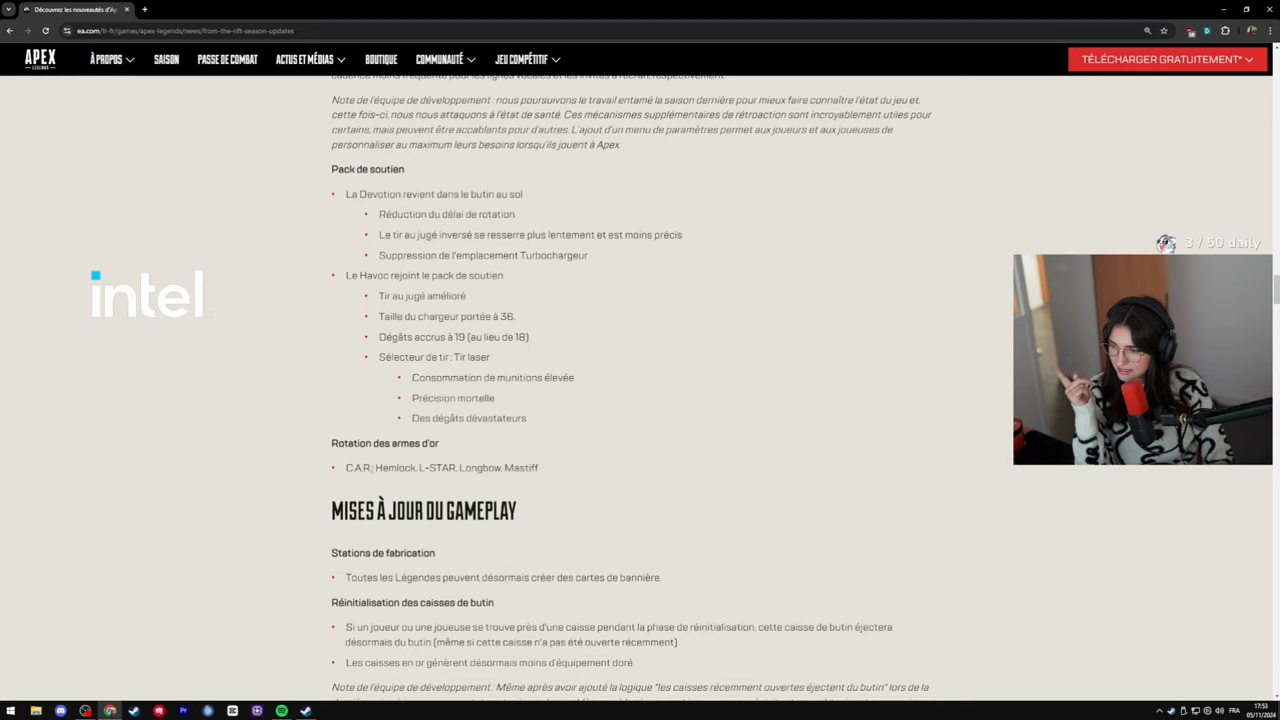 Découvrez les nouveautés d'Ap
ea.com/fr-fr/games/apex-legends/news/from-the-rift-season-updates
APEX
LEGENDS
À PROPOS
SAISON
PASSE DE COMBAT
ACTUS ET MÉDIAS
BOUTIQUE
COMMUNAUTÉ
JEU COMPÉTITIF
TÉLÉCHARGER GRATUITEMENT*
cadence moins fréquente pour les lignes vocales et les invites à l'écran, respectivement.
Note de l'équipe de développement : nous poursuivons le travail entamé la saison dernière pour mieux faire connaître l'état du jeu et,
cette fois-ci, nous nous attaquons à l'état de santé. Ces mécanismes supplémentaires de rétroaction sont incroyablement utiles pour
certains, mais peuvent être accablants pour d'autres. L'ajout d'un menu de paramètres permet aux joueurs et aux joueuses de
personnaliser au maximum leurs besoins lorsqu'ils jouent à Apex.
Pack de soutien
• La Devotion revient dans le butin au sol
• Réduction du délai de rotation
• Le tir au jugé inversé se resserre plus lentement et est moins précis
• Suppression de l'emplacement Turbochargeur
• Le Havoc rejoint le pack de soutien
• Tir au jugé amélioré
• Taille du chargeur portée à 36.
• Dégâts accrus à 19 (au lieu de 18)
• Sélecteur de tir : Tir laser
• Consommation de munitions élevée
• Précision mortelle
• Des dégâts dévastateurs
Rotation des armes d'or
• C.A.R., Hemlock, L-STAR, Longbow, Mastiff
MISES À JOUR DU GAMEPLAY
Stations de fabrication
• Toutes les Légendes peuvent désormais créer des cartes de bannière.
Réinitialisation des caisses de butin
• Si un joueur ou une joueuse se trouve près d'une caisse pendant la phase de réinitialisation, cette caisse de butin éjectera
désormais du butin (même si cette caisse n'a pas été ouverte récemment)
• Les caisses en or génèrent désormais moins d'équipement doré.
Note de l'équipe de développement : Même après avoir ajouté la logique "les caisses récemment ouvertes éjectent du butin" lors de la
intel
3 / 50 daily
FRA
17:53
05/11/2024